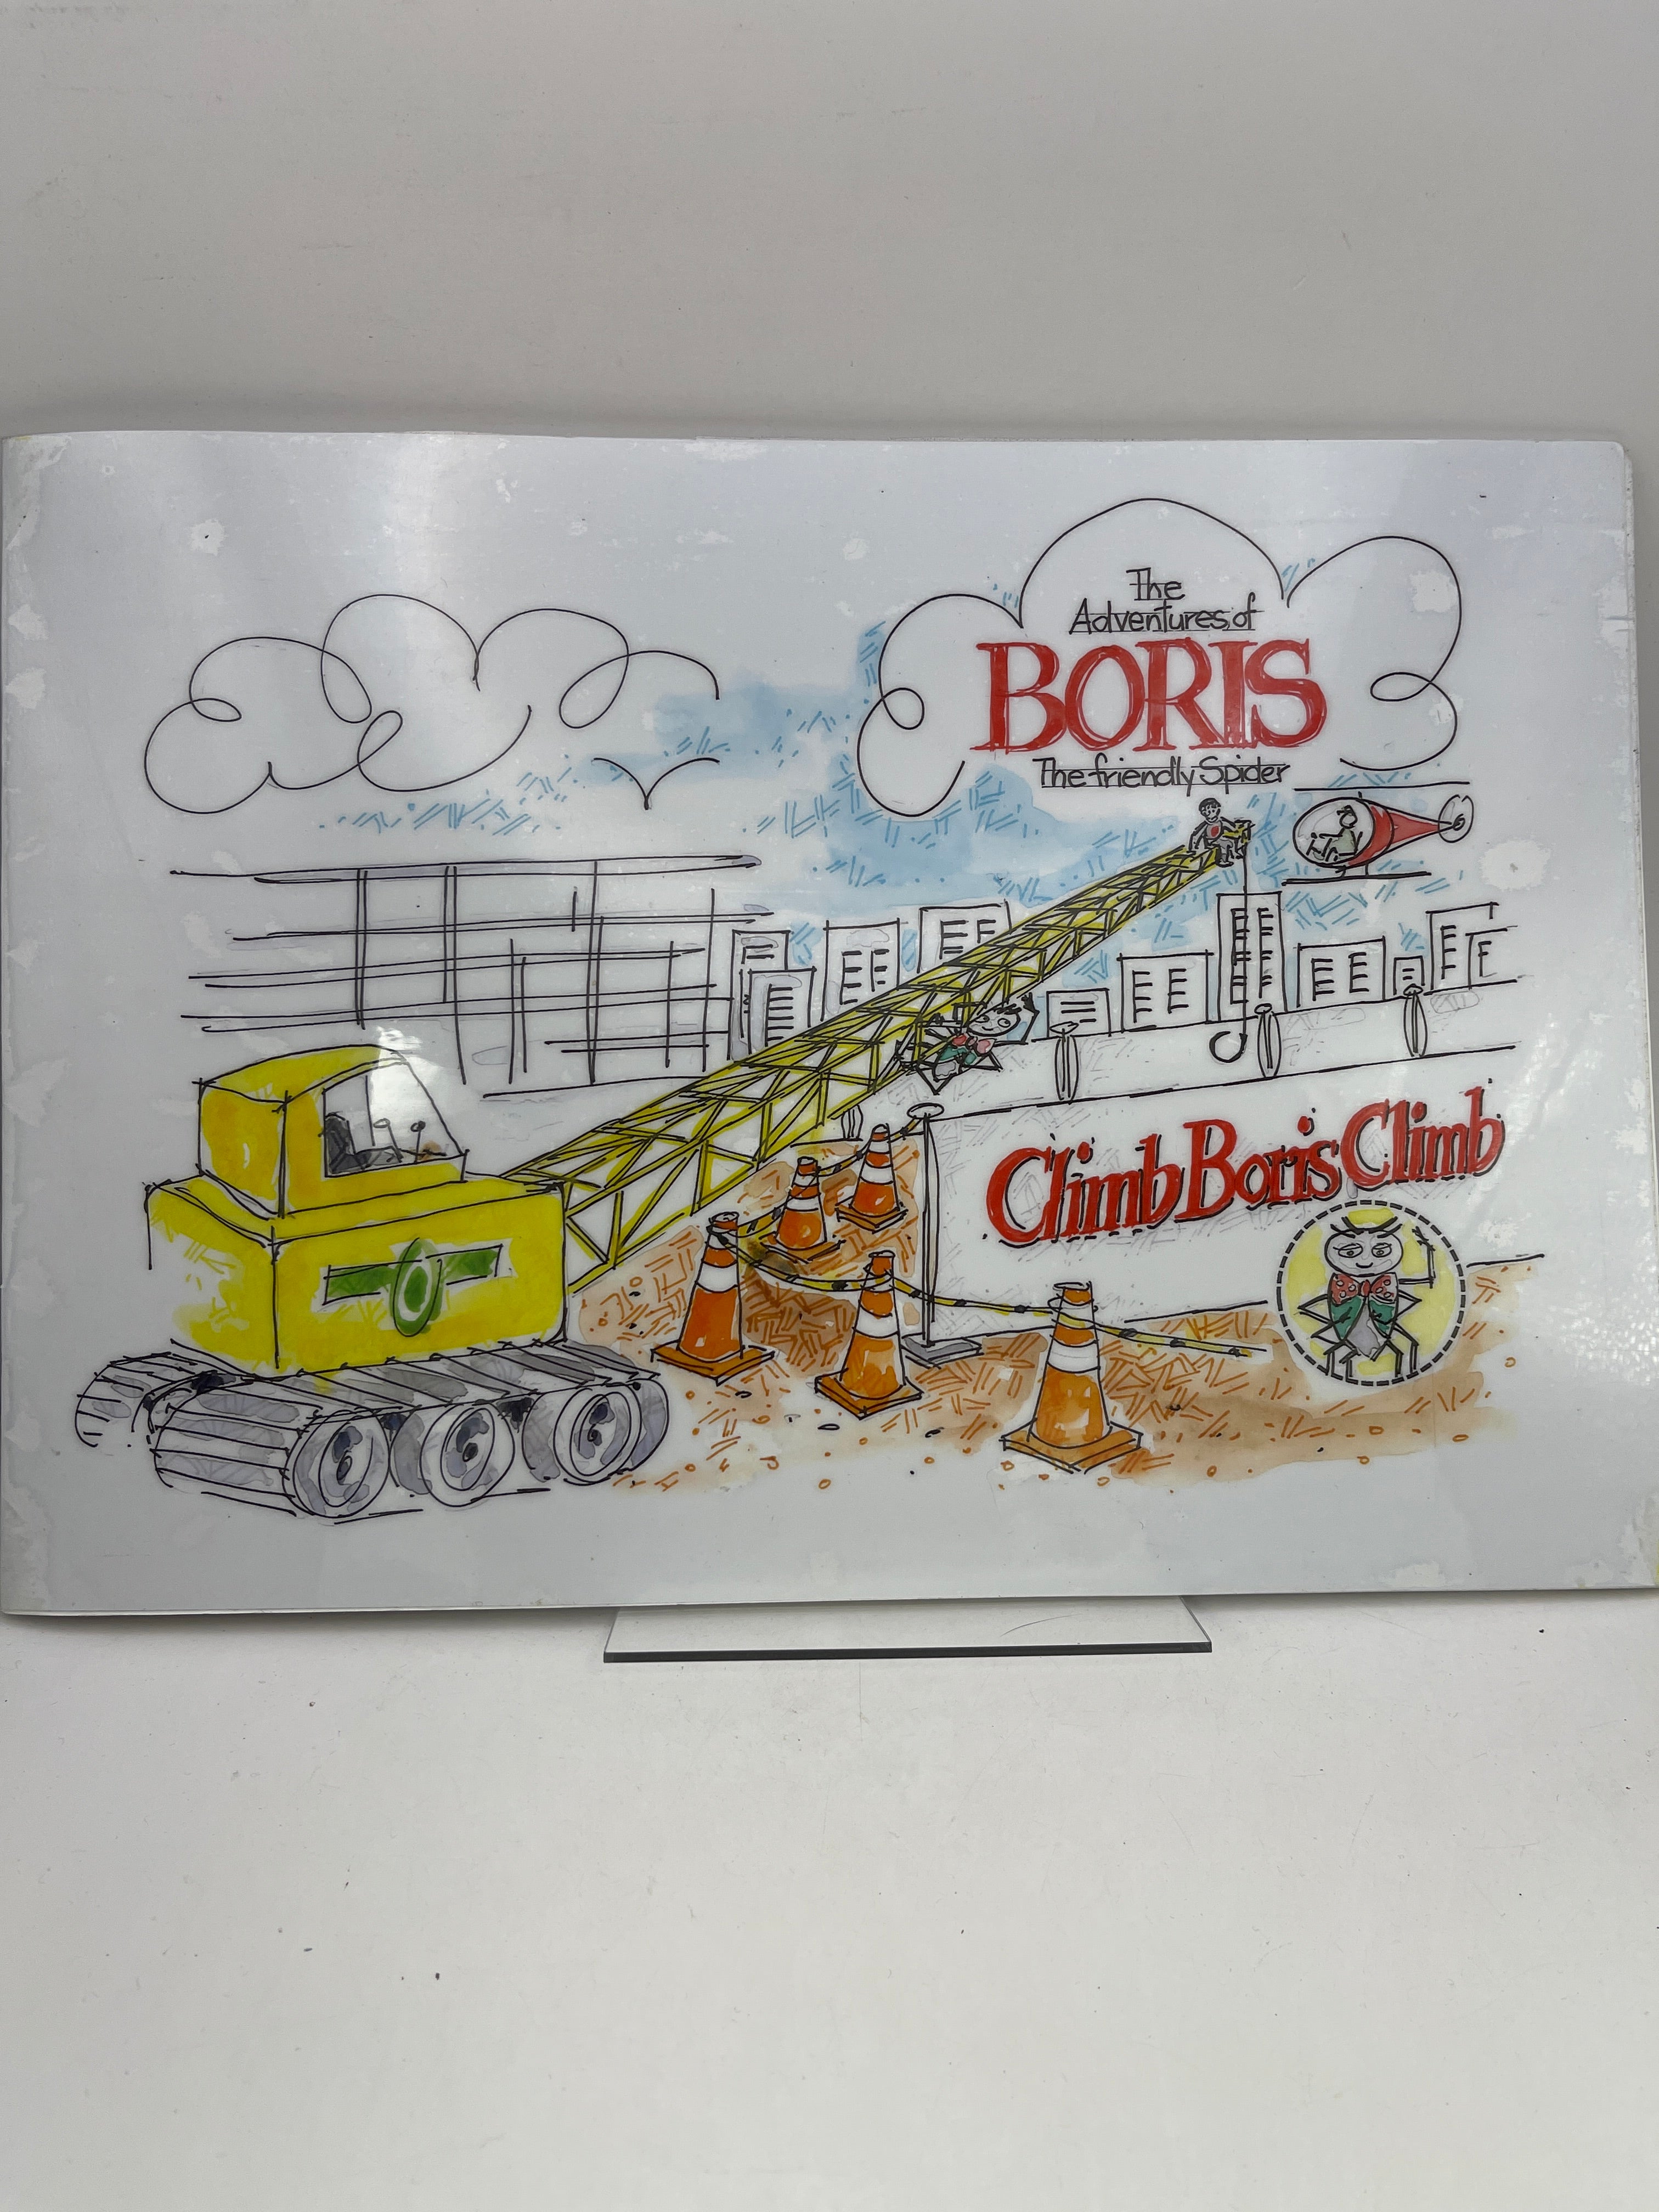 The
Adventures of
BORIS
The friendly Spider
Climb Boris Climb